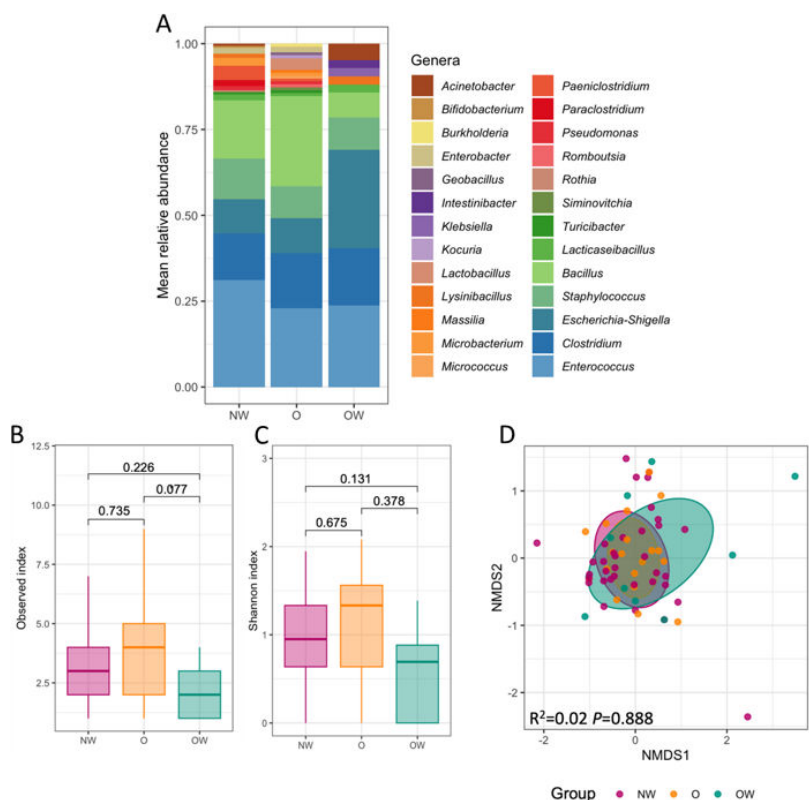 A
Mean relative abundance
1.00
0.75
0.50
0.25
0.00
NW O OW
Genera
Acinetobacter
Bifidobacterium
Burkholderia
Enterobacter
Geobacillus
Intestinibacter
Klebsiella
Kocuria
Lactobacillus
Lysinibacillus
Massilia
Microbacterium
Micrococcus
Paeniclostridium
Paraclostridium
Pseudomonas
Romboutsia
Rothia
Siminovitchia
Turicibacter
Lacticaseibacillus
Bacillus
Staphylococcus
Escherichia-Shigella
Clostridium
Enterococcus
B
Observed index
12.5
10.0
7.5
5.0
2.5
0.226
0.077
0.735
NW O OW
C
Shannon index
3
2
1
0
0.131
0.378
0.675
NW O OW
D
NMDS2
1
0
-1
-2
R²=0.02 P=0.888
-2 0 2
NMDS1
Group NW O OW